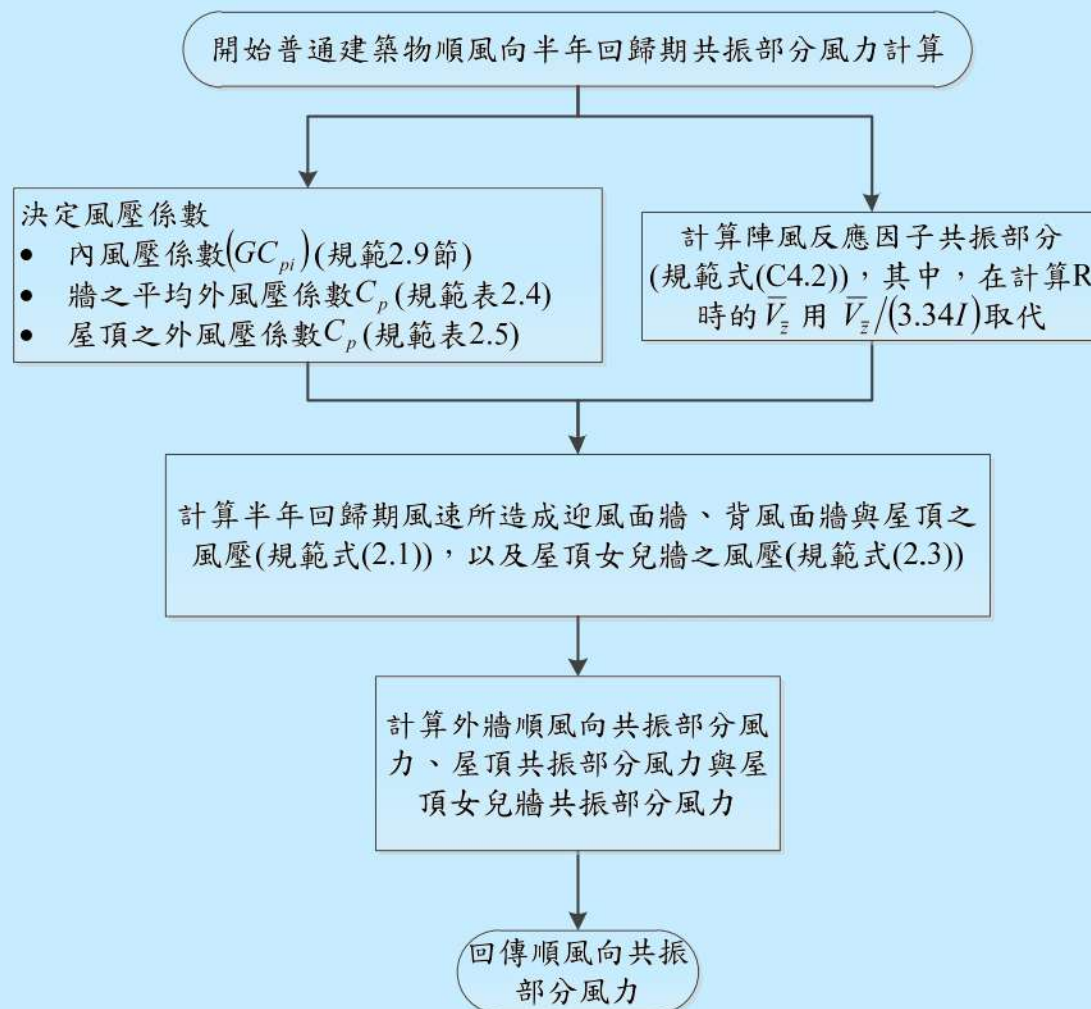 開始普通建築物順風向半年回歸期共振部分風力計算
決定風壓係數
• 內風壓係數(GC_{pi})(規範2.9節)
• 牆之平均外風壓係數C_p(規範表2.4)
• 屋頂之外風壓係數C_p(規範表2.5)
計算陣風反應因子共振部分
(規範式(C4.2))，其中，在計算R
時的 \overline{V}_{\overline{z}} 用 \overline{V}_{\overline{z}}/(3.34I)取代
計算半年回歸期風速所造成迎風面牆、背風面牆與屋頂之
風壓(規範式(2.1))，以及屋頂女兒牆之風壓(規範式(2.3))
計算外牆順風向共振部分風
力、屋頂共振部分風力與屋
頂女兒牆共振部分風力
回傳順風向共振
部分風力